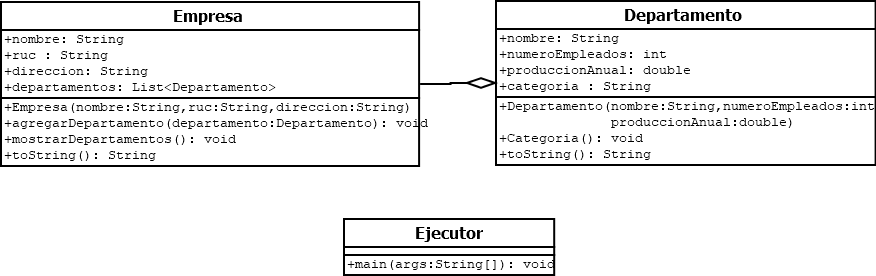 Empresa
+nombre: String
+ruc : String
+direccion: String
+departamentos: List<Departamento>
+Empresa(nombre:String,ruc:String,direccion:String)
+agregarDepartamento(departamento:Departamento): void
+mostrarDepartamentos(): void
+toString(): String
Departamento
+nombre: String
+numeroEmpleados: int
+produccionAnual: double
+categoria : String
+Departamento(nombre:String,numeroEmpleados:int
produccionAnual:double)
+Categoria(): void
+toString(): String
Ejecutor
+main(args:String[]): void